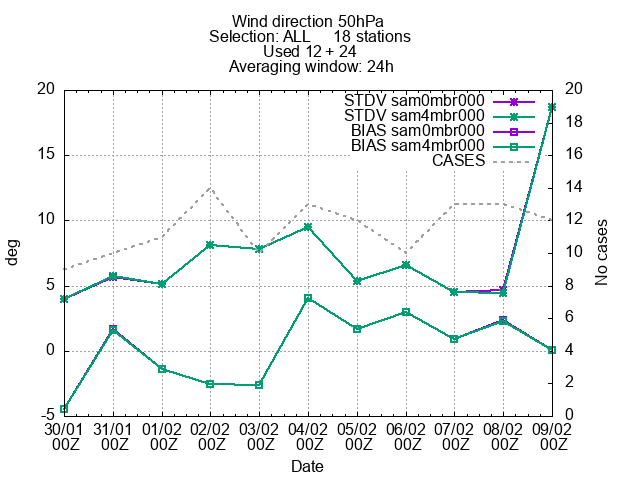 Wind direction 50hPa
Selection: ALL 18 stations
Used 12 + 24
Averaging window: 24h
STDV sam0mbr000
STDV sam4mbr000
BIAS sam0mbr000
BIAS sam4mbr000
CASES
20
15
10
5
0
-5
deg
20
18
16
14
12
10
8
6
4
2
0
No cases
30/01 31/01 01/02 02/02 03/02 04/02 05/02 06/02 07/02 08/02 09/02
00Z 00Z 00Z 00Z 00Z 00Z 00Z 00Z 00Z 00Z 00Z
Date